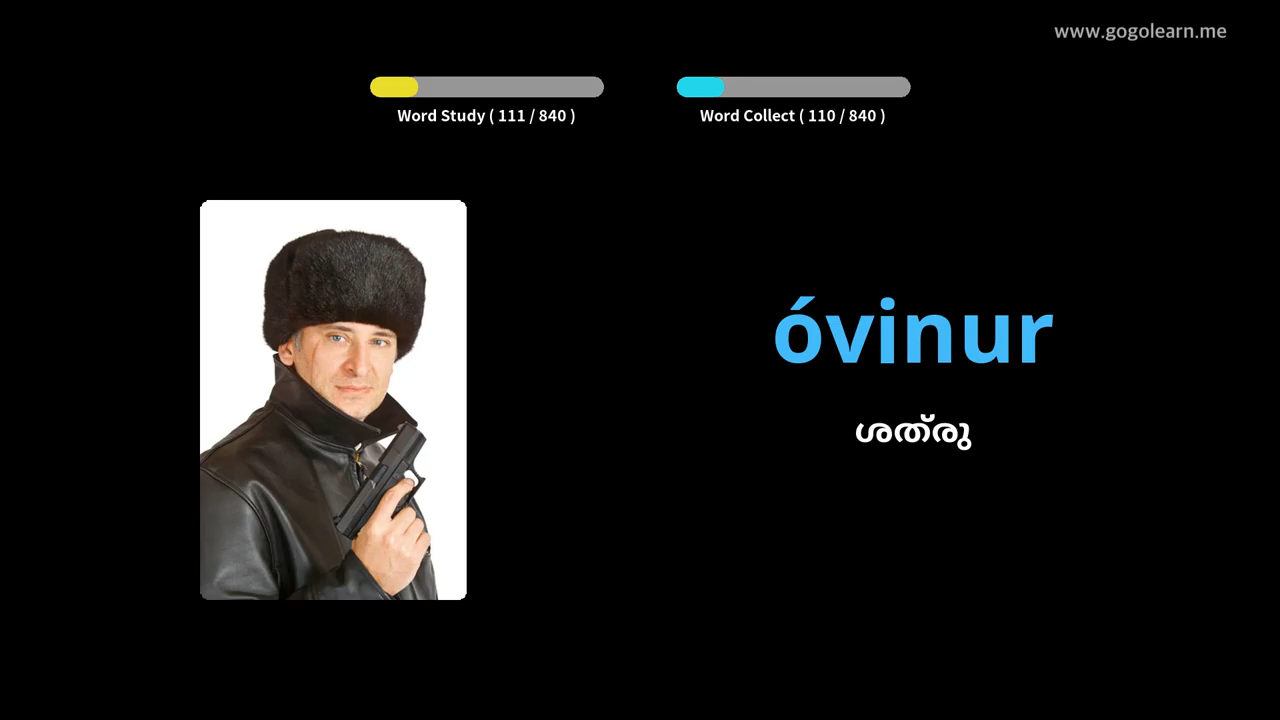 www.gogolearn.me
Word Study ( 111 / 840 )
Word Collect ( 110 / 840 )
óvinur
ശത്രു